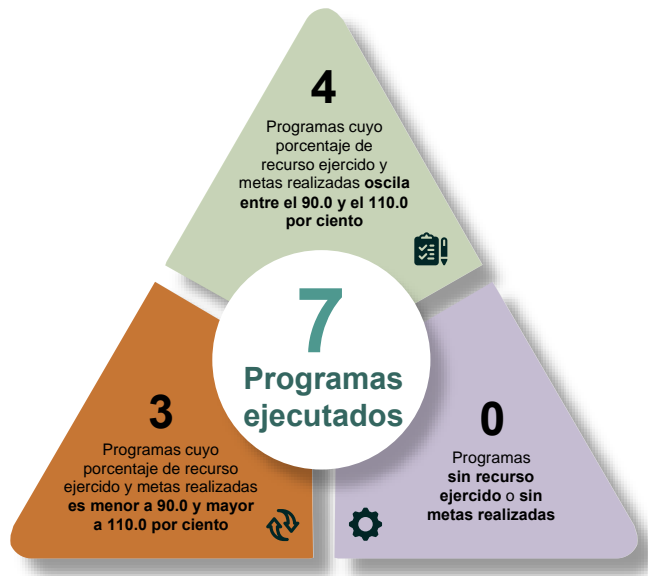 4
Programas cuyo
porcentaje de
recurso ejercido y
metas realizadas oscila
entre el 90.0 y el 110.0
por ciento
7
Programas
ejecutados
3
Programas cuyo
porcentaje de recurso
ejercido y metas realizadas
es menor a 90.0 y mayor
a 110.0 por ciento
0
Programas
sin recurso
ejercido o sin
metas realizadas